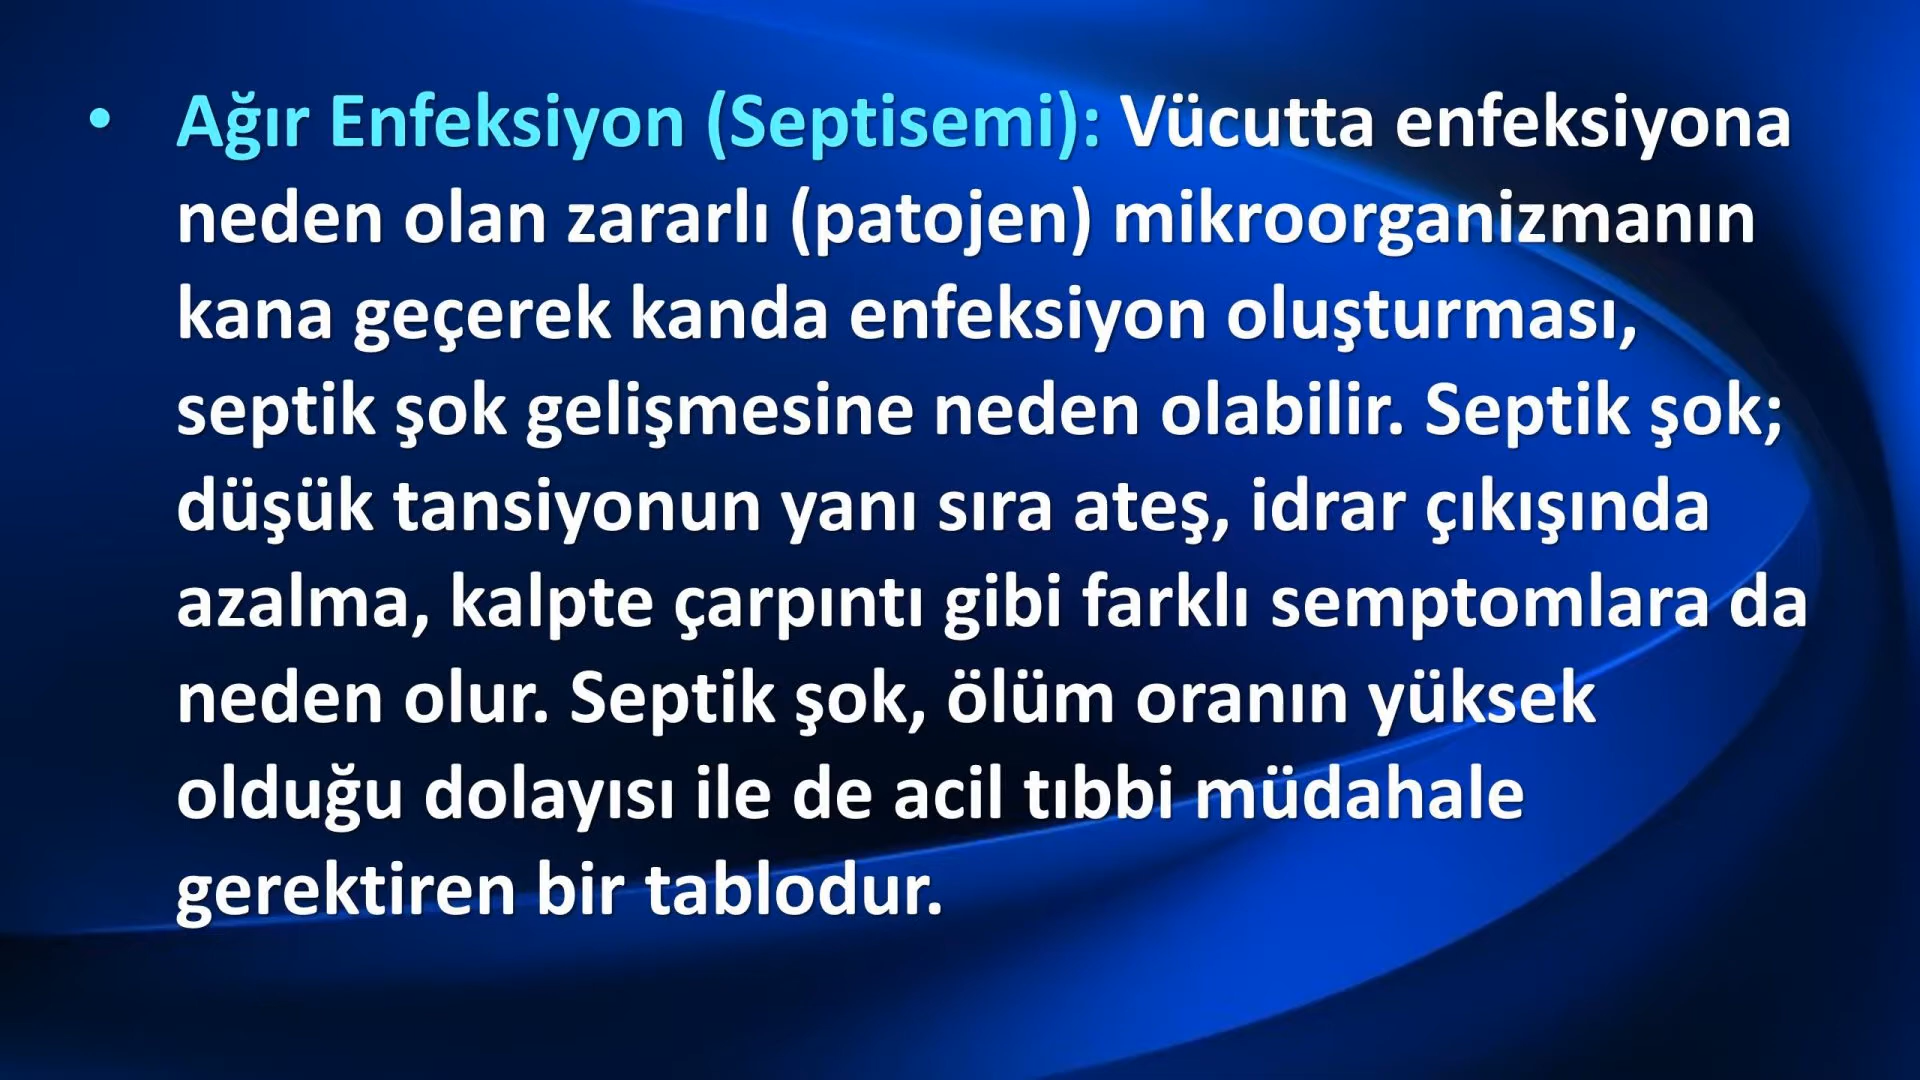 • Ağır Enfeksiyon (Septisemi): Vücutta enfeksiyona
neden olan zararlı (patojen) mikroorganizmanın
kana geçerek kanda enfeksiyon oluşturması,
septik şok gelişmesine neden olabilir. Septik şok;
düşük tansiyonun yanı sıra ateş, idrar çıkışında
azalma, kalpte çarpıntı gibi farklı semptomlara da
neden olur. Septik şok, ölüm oranın yüksek
olduğu dolayısı ile de acil tıbbi müdahale
gerektiren bir tablodur.